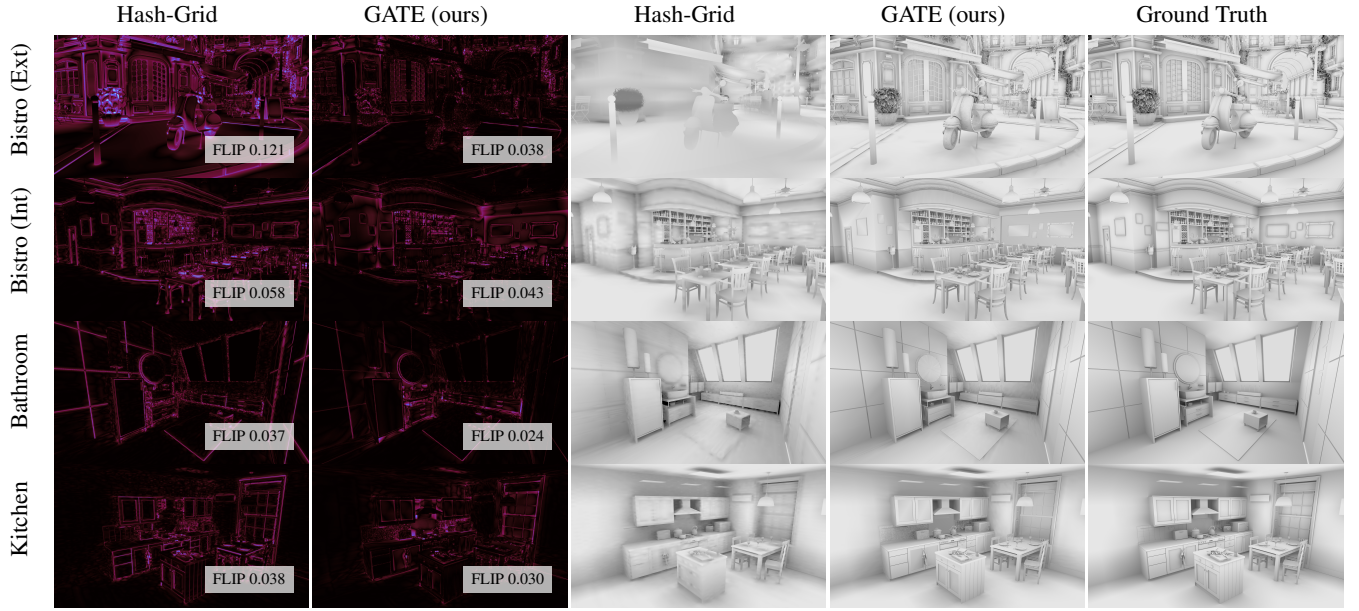 Hash-Grid
GATE (ours)
Hash-Grid
GATE (ours)
Ground Truth
Bistro (Ext)
FLIP 0.121
FLIP 0.038
Bistro (Int)
FLIP 0.058
FLIP 0.043
Bathroom
FLIP 0.037
FLIP 0.024
Kitchen
FLIP 0.038
FLIP 0.030